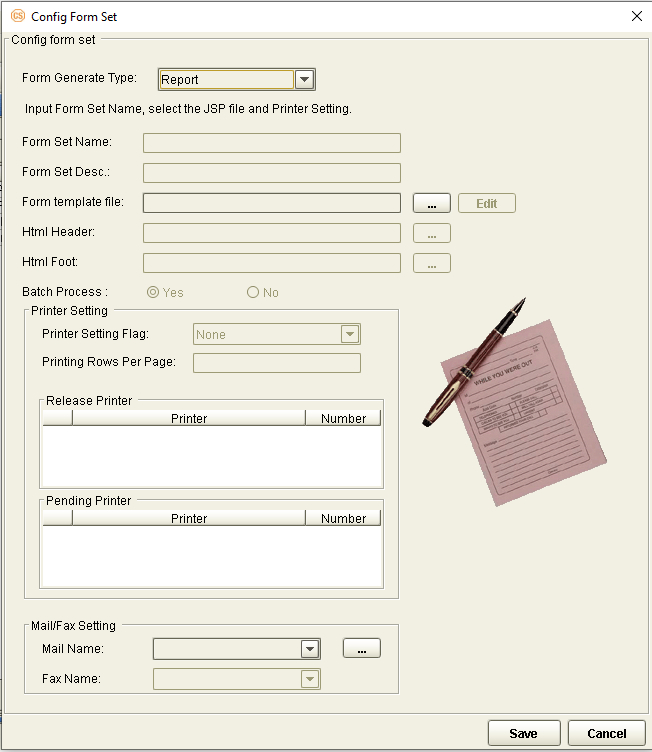 CS Config Form Set
Config form set
Form Generate Type: Report
Input Form Set Name, select the JSP file and Printer Setting.
Form Set Name:
Form Set Desc.:
Form template file: ... Edit
Html Header: ...
Html Foot: ...
Batch Process : Yes No
Printer Setting
Printer Setting Flag: None
Printing Rows Per Page:
Release Printer
Printer Number
Pending Printer
Printer Number
WHILE YOU WERE OUT
Mail/Fax Setting
Mail Name: ...
Fax Name:
Save Cancel